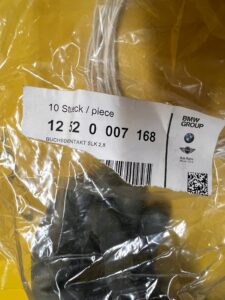 10 Stück / piece
12 52 0 007 168
BUCHSENKONTAKT SLK 2,8
BMW
GROUP